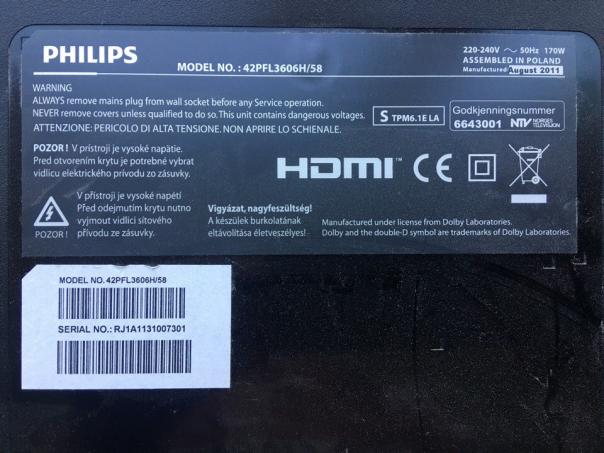 PHILIPS
MODEL NO. : 42PFL3606H/58
220-240V ~ 50Hz 170W
ASSEMBLED IN POLAND
Manufactured: August 2011
WARNING
ALWAYS remove mains plug from wall socket before any Service operation.
NEVER remove covers unless qualified to do so. This unit contains dangerous voltages.
ATTENZIONE: PERICOLO DI ALTA TENSIONE. NON APRIRE LO SCHIENALE.
S TPM6.1E LA
Godkjenningsnummer
6643001 NTV NORGES TELEVISJON
POZOR ! V prístroji je vysoké napätie.
Pred otvorením krytu je potrebné vybrat
vidlicu elektrického prívodu zo zásuvky.
HDMI™
CE
V přístroji je vysoké napětí
Před odejmutím krytu nutno
vyjmout vidlici síťového
POZOR ! přívodu ze zásuvky.
Vigyázat, nagyfeszültség!
A készülek burkolatának
eltávolítása életveszélyes!
Manufactured under license from Dolby Laboratories.
Dolby and the double-D symbol are trademarks of Dolby Laboratories.
MODEL NO. 42PFL3606H/58
SERIAL NO.: RJ1A1131007301